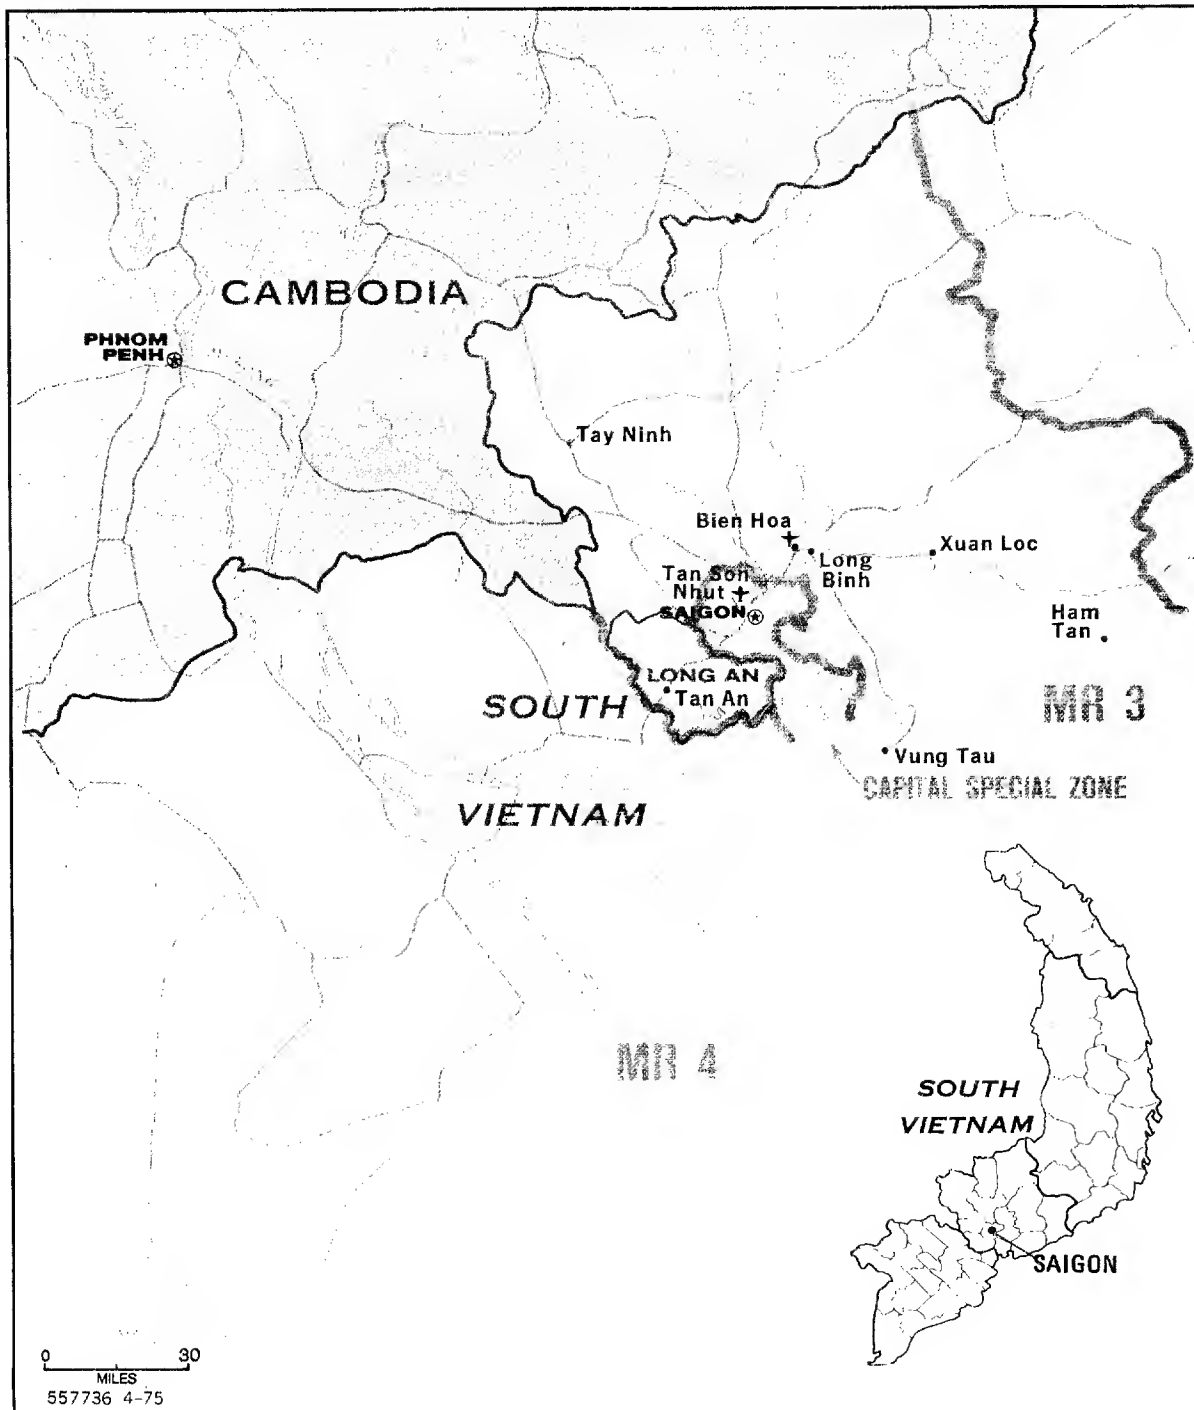 CAMBODIA
PHNOM
PENH
Tay Ninh
Bien Hoa
Long
Binh
Xuan Loc
Tan Son
Nhut
SAIGON
Ham
Tan
LONG AN
Tan An
SOUTH
VIETNAM
MR 3
Vung Tau
CAPITAL SPECIAL ZONE
MR 4
SOUTH
VIETNAM
SAIGON
0 30
MILES
557736 4-75